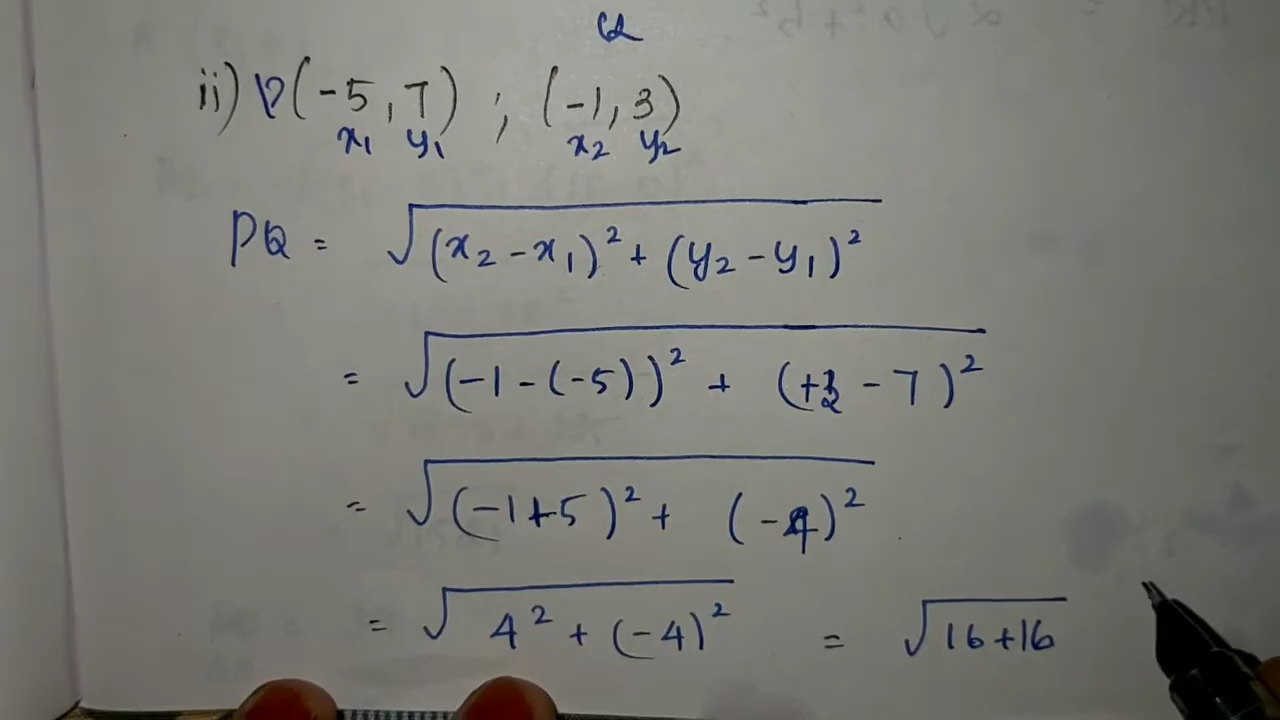 Q
ii) P(-5, 7) ; (-1, 3)
x₁ y₁ x₂ y₂
PQ = √((x₂ - x₁)² + (y₂ - y₁)²)
= √((-1 - (-5))² + (+3 - 7)²)
= √((-1+5)² + (-4)²)
= √(4² + (-4)²) = √(16+16)